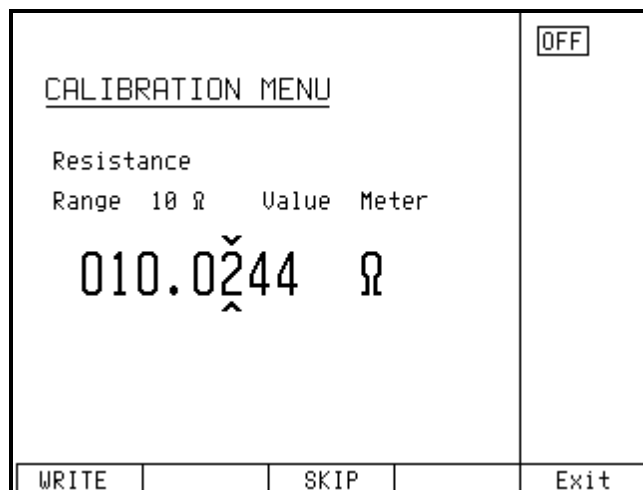 OFF
CALIBRATION MENU
Resistance
Range 10 Ω Value Meter
010.0244 Ω
WRITE SKIP Exit